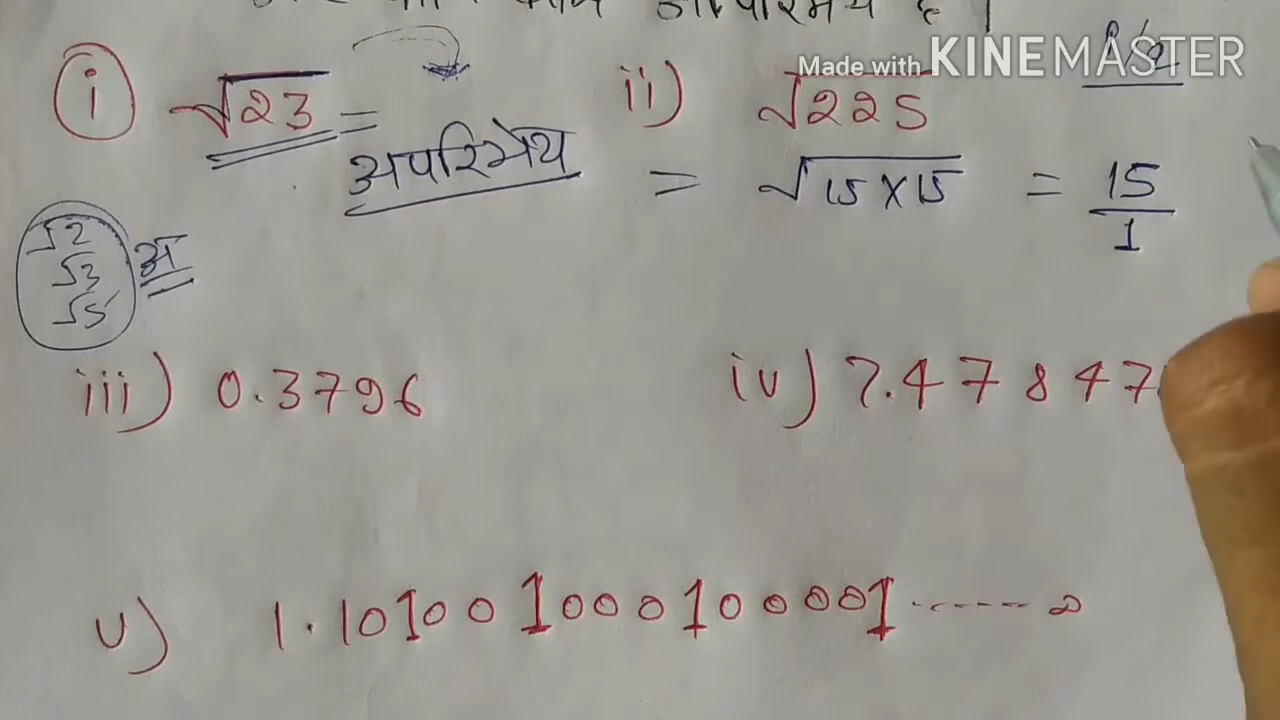 Made with KINEMASTER
i √23 = ii) √225
अपरिमेय = √15×15 = 15/1
√2
√3 अ
√5
iii) 0.3796 iv) 7.47847
v) 1.101001000100001 ------ ∞